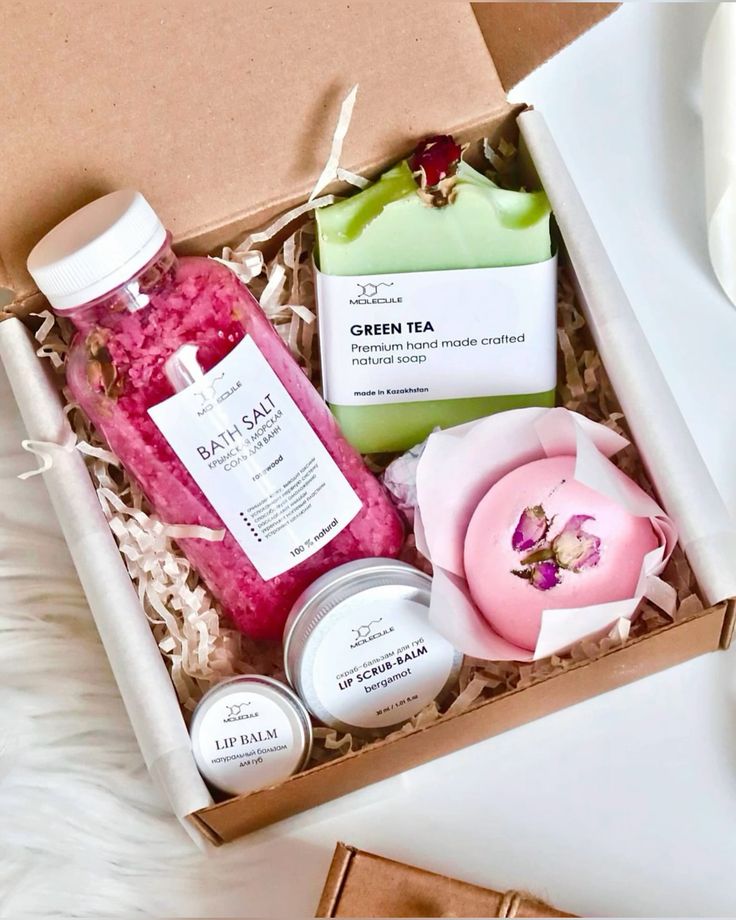 MOLECULE
GREEN TEA
Premium hand made crafted
natural soap
made in Kazakhstan
MOLECULE
BATH SALT
КРЫМСКАЯ МОРСКАЯ
СОЛЬ ДЛЯ ВАНН
rosewood
100 % natural
MOLECULE
скраб-бальзам для губ
LIP SCRUB-BALM
bergamot
30 ml / 1.01 fl.oz
MOLECULE
LIP BALM
натуральный бальзам
для губ